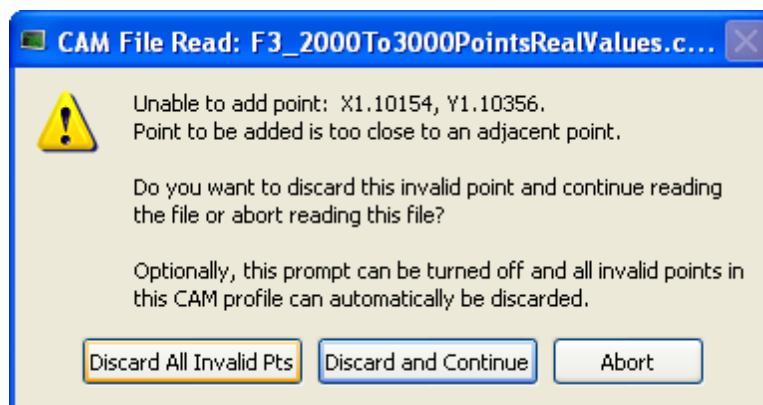 CAM File Read: F3_2000To3000PointsRealValues.c...
Unable to add point:  X1.10154, Y1.10356.
Point to be added is too close to an adjacent point.
Do you want to discard this invalid point and continue reading
the file or abort reading this file?
Optionally, this prompt can be turned off and all invalid points in
this CAM profile can automatically be discarded.
Discard All Invalid Pts
Discard and Continue
Abort